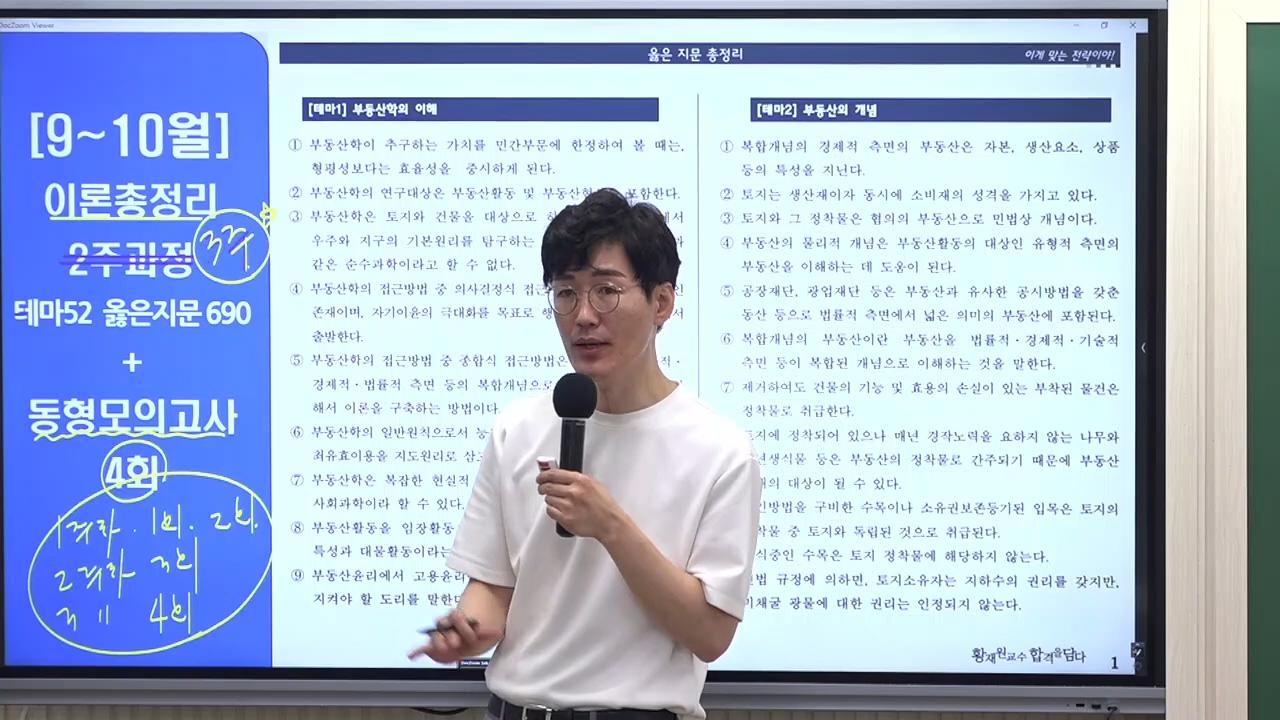 DocZoom Viewer
[9~10월]
이론총정리
2주과정
3주
테마52 옳은지문 690
+
동형모의고사
4회
1주차. 1회. 2회.
2주차 3회
3 〃 4회
옳은 지문 총정리
이게 맞는 전략이야!
[테마1] 부동산학의 이해
① 부동산학이 추구하는 가치를 민간부문에 한정하여 볼 때는,
형평성보다는 효율성을 중시하게 된다.
② 부동산학의 연구대상은 부동산활동 및 포함한다.
③ 부동산학은 토지와 건물을 대상으로
우주와 지구의 기본원리를 탐구하는
같은 순수과학이라고 할 수 없다.
④ 부동산학의 접근방법 중 의사결정식
존재이며, 자기이윤의 극대화를 목표로
출발한다.
⑤ 부동산학의 접근방법 중 종합식 접근방법은
경제적·법률적 측면 등의 복합개념으로
해서 이론을 구축하는 방법이다.
⑥ 부동산학의 일반원칙으로서
최유효이용을 지도원리로
⑦ 부동산학은 복잡한 현실적
사회과학이라 할 수 있다.
⑧ 부동산활동을 임장활동
특성과 대물활동이라는
⑨ 부동산윤리에서 고용윤리
지켜야 할 도리를
[테마2] 부동산의 개념
① 복합개념의 경제적 측면의 부동산은 자본, 생산요소, 상품
등의 특성을 지닌다.
② 토지는 생산재이자 동시에 소비재의 성격을 가지고 있다.
③ 토지와 그 정착물은 협의의 부동산으로 민법상 개념이다.
④ 부동산의 물리적 개념은 부동산활동의 대상인 유형적 측면의
부동산을 이해하는 데 도움이 된다.
⑤ 공장재단, 광업재단 등은 부동산과 유사한 공시방법을 갖춘
동산 등으로 법률적 측면에서 넓은 의미의 부동산에 포함된다.
⑥ 복합개념의 부동산이란 부동산을 법률적·경제적·기술적
측면 등이 복합된 개념으로 이해하는 것을 말한다.
⑦ 제거하여도 건물의 기능 및 효용의 손실이 있는 부착된 물건은
정착물로 취급한다.
정착되어 있으나 매년 경작노력을 요하지 않는 나무와
등은 부동산의 정착물로 간주되기 때문에 부동산
대상이 될 수 있다.
구비한 수목이나 소유권보존등기된 입목은 토지의
중 토지와 독립된 것으로 취급된다.
수목은 토지 정착물에 해당하지 않는다.
규정에 의하면, 토지소유자는 지하수의 권리를 갖지만,
미채굴 광물에 대한 권리는 인정되지 않는다.
황재원교수 합격을담다
1